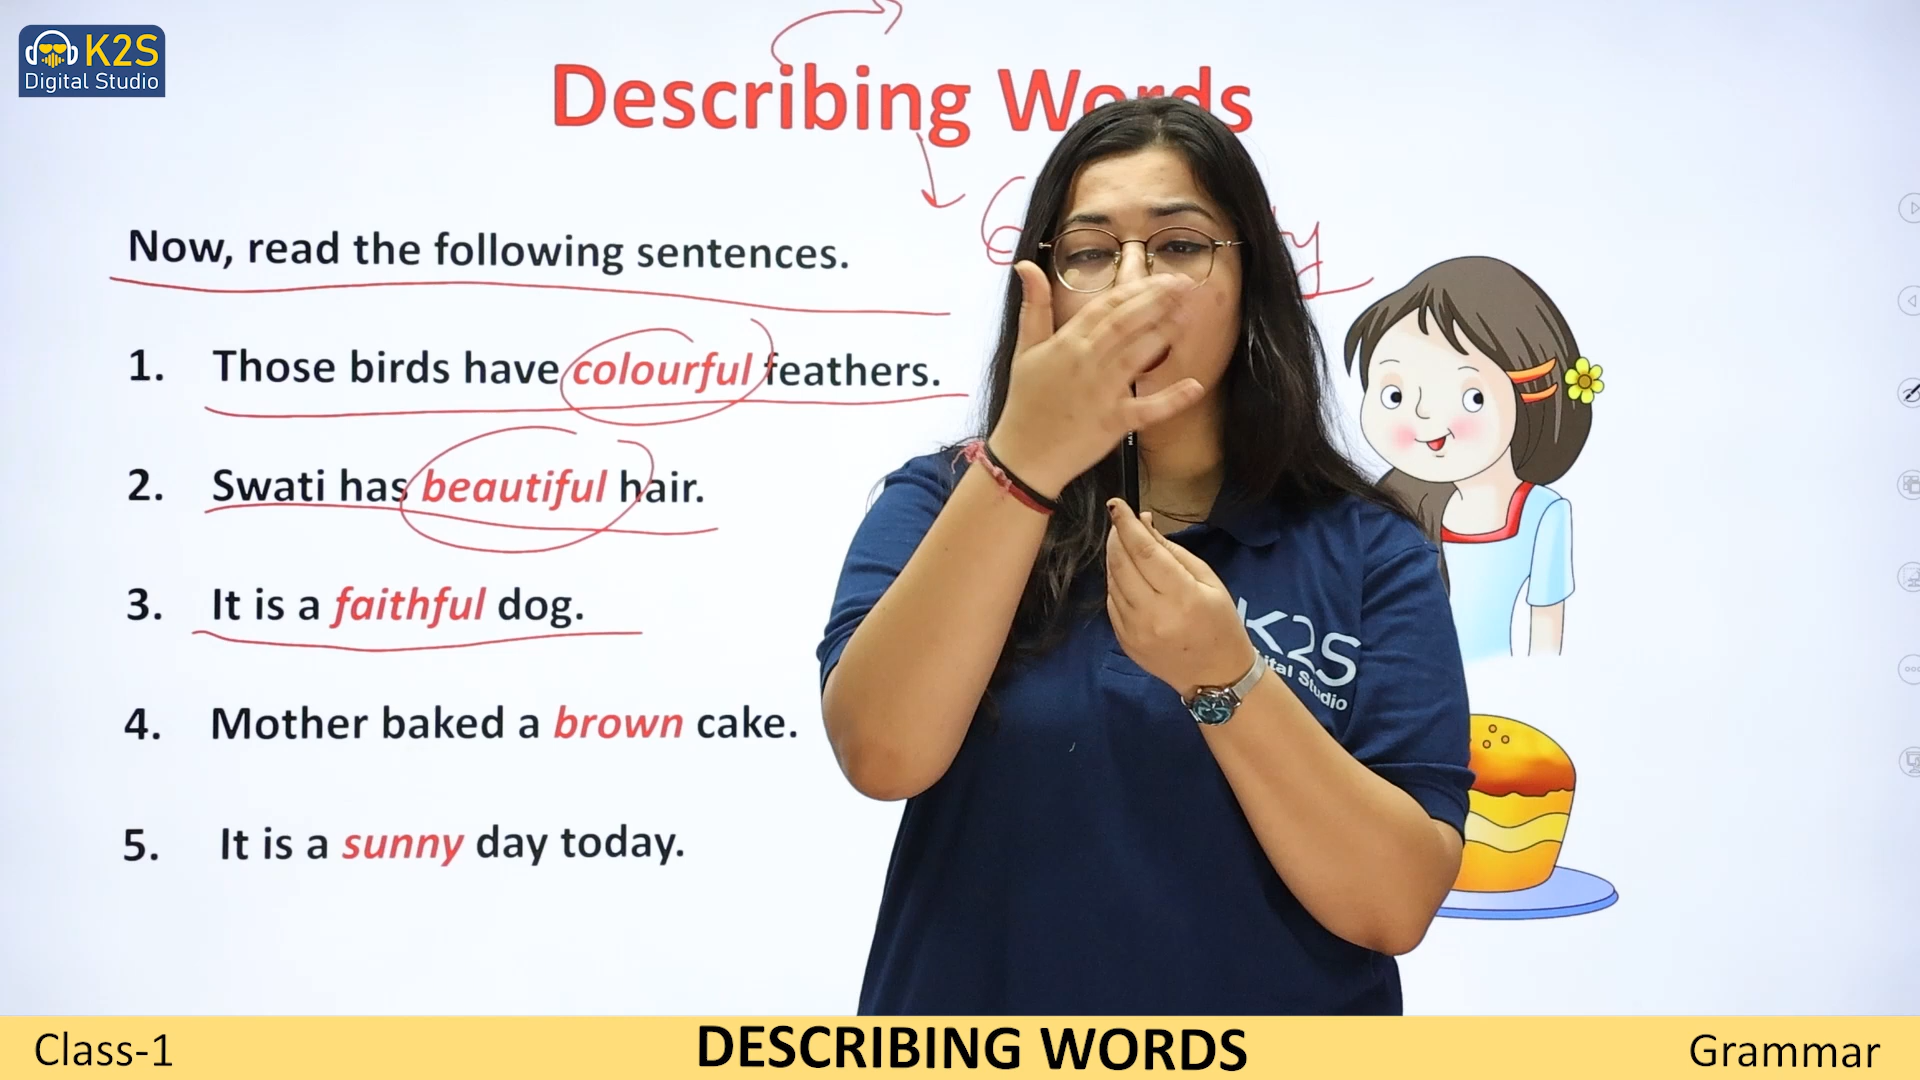 K2S
Digital Studio
Describing Words
Now, read the following sentences.
1. Those birds have colourful feathers.
2. Swati has beautiful hair.
3. It is a faithful dog.
4. Mother baked a brown cake.
5. It is a sunny day today.
K2S
Digital Studio
Class-1
DESCRIBING WORDS
Grammar